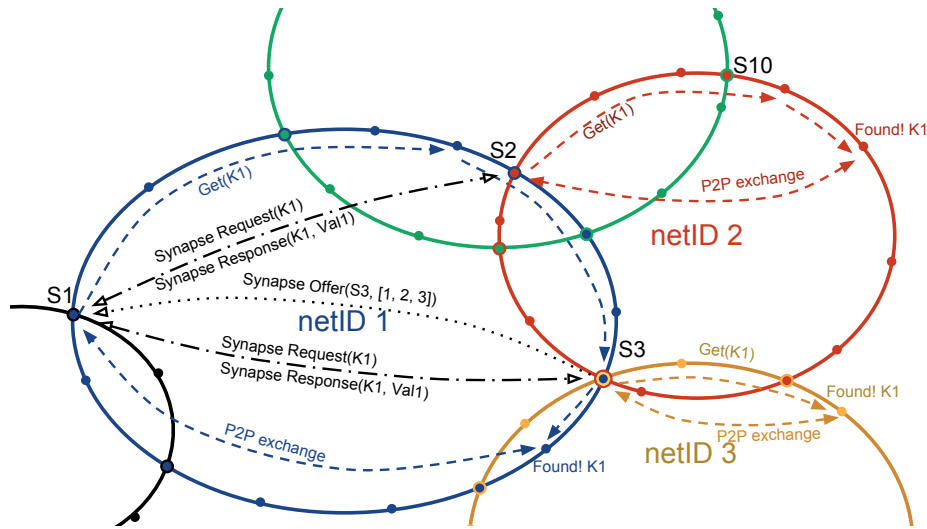 S10
Get(K1)
Found! K1
S2
Get(K1)
P2P exchange
Synapse Request(K1)
netID 2
Synapse Response(K1, Val1)
S1
Synapse Offer(S3, [1, 2, 3])
netID 1
Synapse Request(K1)
S3
Get(K1)
Synapse Response(K1, Val1)
Found! K1
P2P exchange
P2P exchange
netID 3
Found! K1